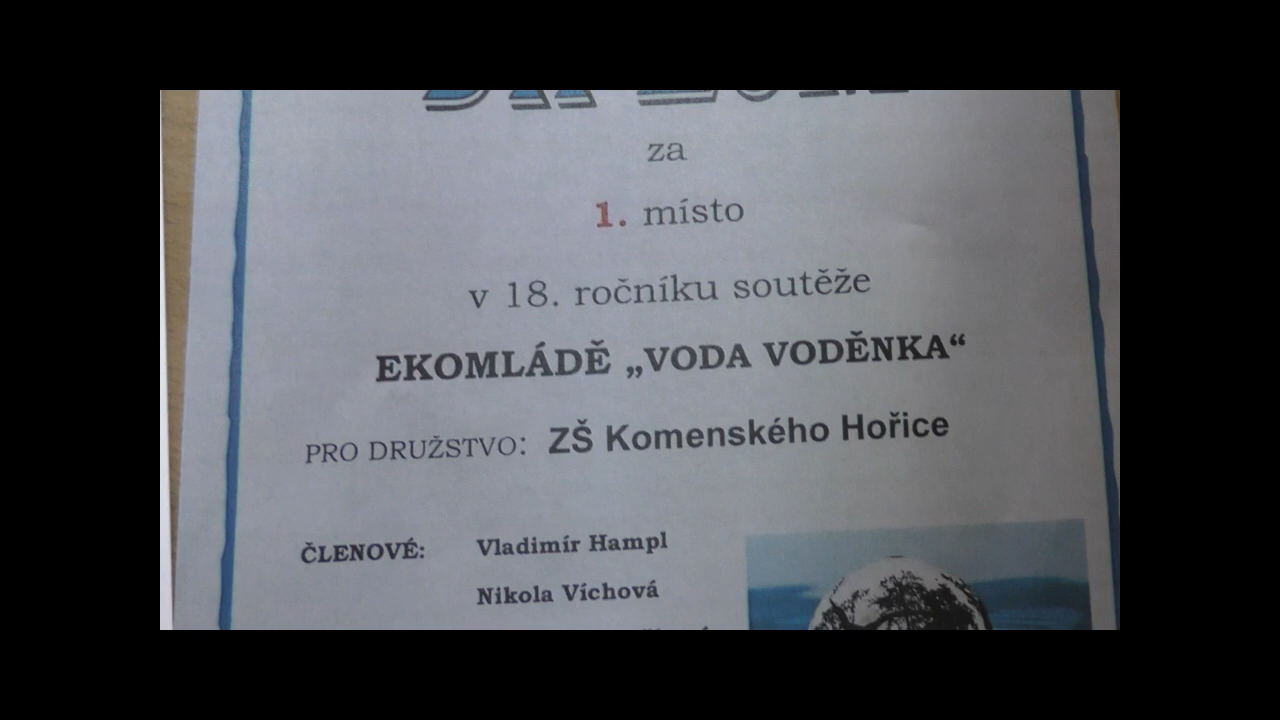 za
1. místo
v 18. ročníku soutěže
EKOMLÁDĚ „VODA VODĚNKA“
PRO DRUŽSTVO: ZŠ Komenského Hořice
ČLENOVÉ: Vladimír Hampl
Nikola Víchová